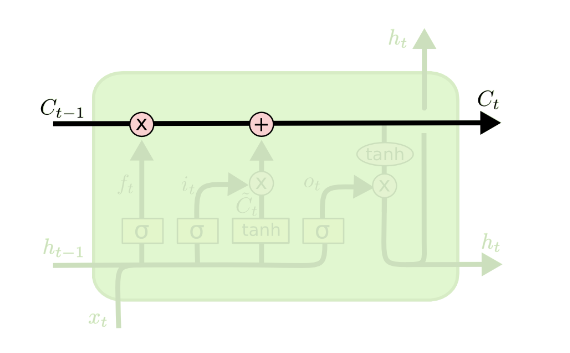 h_t
C_{t-1} × + C_t
tanh
f_t i_t × o_t ×
C̃_t
σ σ tanh σ
h_{t-1} h_t
x_t